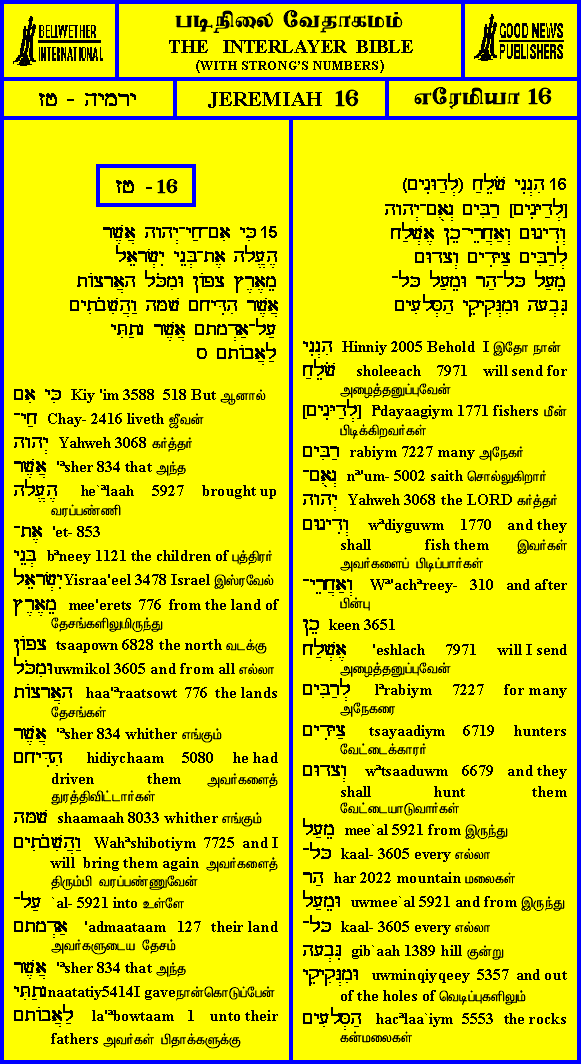 BELLWETHER
INTERNATIONAL
படிநிலை வேதாகமம்
THE INTERLAYER BIBLE
(WITH STRONG'S NUMBERS)
GOOD NEWS
PUBLISHERS
ירמיה - טז
JEREMIAH 16
எரேமியா 16
16 - טז
15 כִּי אִם־חַי־יְהוָה אֲשֶׁר
הֶעֱלָה אֶת־בְּנֵי יִשְׂרָאֵל
מֵאֶרֶץ צָפוֹן וּמִכֹּל הָאֲרָצוֹת
אֲשֶׁר הִדִּיחָם שָׁמָּה וַהֲשִׁבֹתִים
עַל־אַדְמָתָם אֲשֶׁר נָתַתִּי
לַאֲבוֹתָם ס
כִּי אִם Kiy 'im 3588 518 But ஆனால்
חַי־ Chay- 2416 liveth ஜீவன்
יְהוָה Yahweh 3068 கர்த்தர்
אֲשֶׁר 'ªsher 834 that அந்த
הֶעֱלָה he`ªlaah 5927 brought up
வரப்பண்ணி
אֶת־ 'et- 853
בְּנֵי bªneey 1121 the children of புத்திரர்
יִשְׂרָאֵל Yisraa'eel 3478 Israel இஸ்ரவேல்
מֵאֶרֶץ mee'erets 776 from the land of
தேசங்களிலுமிருந்து
צָפוֹן tsaapown 6828 the north வடக்கு
וּמִכֹּל uwmikol 3605 and from all எல்லா
הָאֲרָצוֹת haa'ªraatsowt 776 the lands
தேசங்கள்
אֲשֶׁר 'ªsher 834 whither எங்கும்
הִדִּיחָם hidiychaam 5080 he had
driven them அவர்களைத்
துரத்திவிட்டார்கள்
שָׁמָּה shaamaah 8033 whither எங்கும்
וַהֲשִׁבֹתִים Wahªshibotiym 7725 and I
will bring them again அவர்களைத்
திரும்பி வரப்பண்ணுவேன்
עַל־ `al- 5921 into உள்ளே
אַדְמָתָם 'admaataam 127 their land
அவர்களுடைய தேசம்
אֲשֶׁר 'ªsher 834 that அந்த
נָתַתִּי naatatiy5414I gaveநான்கொடுப்பேன்
לַאֲבוֹתָם la'ªbowtaam 1 unto their
fathers அவர்கள் பிதாக்களுக்கு
16 הִנְנִי שֹׁלֵחַ (לְדַוָּגִים)
[לְדַיָּגִים] רַבִּים נְאֻם־יְהוָה
וְדִיגוּם וְאַחֲרֵי־כֵן אֶשְׁלַח
לְרַבִּים צַיָּדִים וְצָדוּם
מֵעַל כָּל־הַר וּמֵעַל כָּל־
גִּבְעָה וּמִנְּקִיקֵי הַסְּלָעִים
הִנְנִי Hinniy 2005 Behold I இதோ நான்
שֹׁלֵחַ sholeeach 7971 will send for
அழைத்தனுப்புவேன்
[לְדַיָּגִים] lªdayaagiym 1771 fishers மீன்
பிடிக்கிறவர்கள்
רַבִּים rabiym 7227 many அநேகர்
נְאֻם־ nª'um- 5002 saith சொல்லுகிறார்
יְהוָה Yahweh 3068 the LORD கர்த்தர்
וְדִיגוּם wªdiyguwm 1770 and they
shall fish them இவர்கள்
அவர்களைப் பிடிப்பார்கள்
וְאַחֲרֵי־ Wª'achªreey- 310 and after
பின்பு
כֵן keen 3651
אֶשְׁלַח 'eshlach 7971 will I send
அழைத்தனுப்புவேன்
לְרַבִּים lªrabiym 7227 for many
அநேகரை
צַיָּדִים tsayaadiym 6719 hunters
வேட்டைக்காரர்
וְצָדוּם wªtsaaduwm 6679 and they
shall hunt them
வேட்டையாடுவார்கள்
מֵעַל mee`al 5921 from இருந்து
כָּל־ kaal- 3605 every எல்லா
הַר har 2022 mountain மலைகள்
וּמֵעַל uwmee`al 5921 and from இருந்து
כָּל־ kaal- 3605 every எல்லா
גִּבְעָה gib`aah 1389 hill குன்று
וּמִנְּקִיקֵי uwminqiyqeey 5357 and out
of the holes of வெடிப்புகளிலும்
הַסְּלָעִים hacªlaa`iym 5553 the rocks
கன்மலைகள்